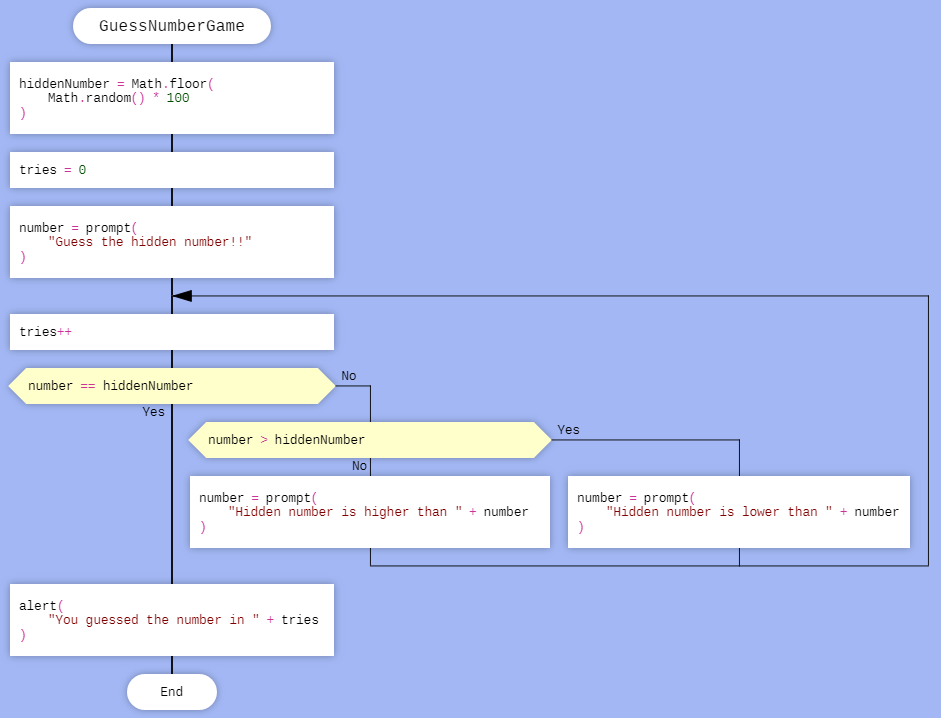 GuessNumberGame
hiddenNumber = Math.floor(
Math.random() * 100
)
tries = 0
number = prompt(
"Guess the hidden number!!"
)
tries++
number == hiddenNumber
No
Yes
number > hiddenNumber
Yes
No
number = prompt(
"Hidden number is higher than " + number
)
number = prompt(
"Hidden number is lower than " + number
)
alert(
"You guessed the number in " + tries
)
End